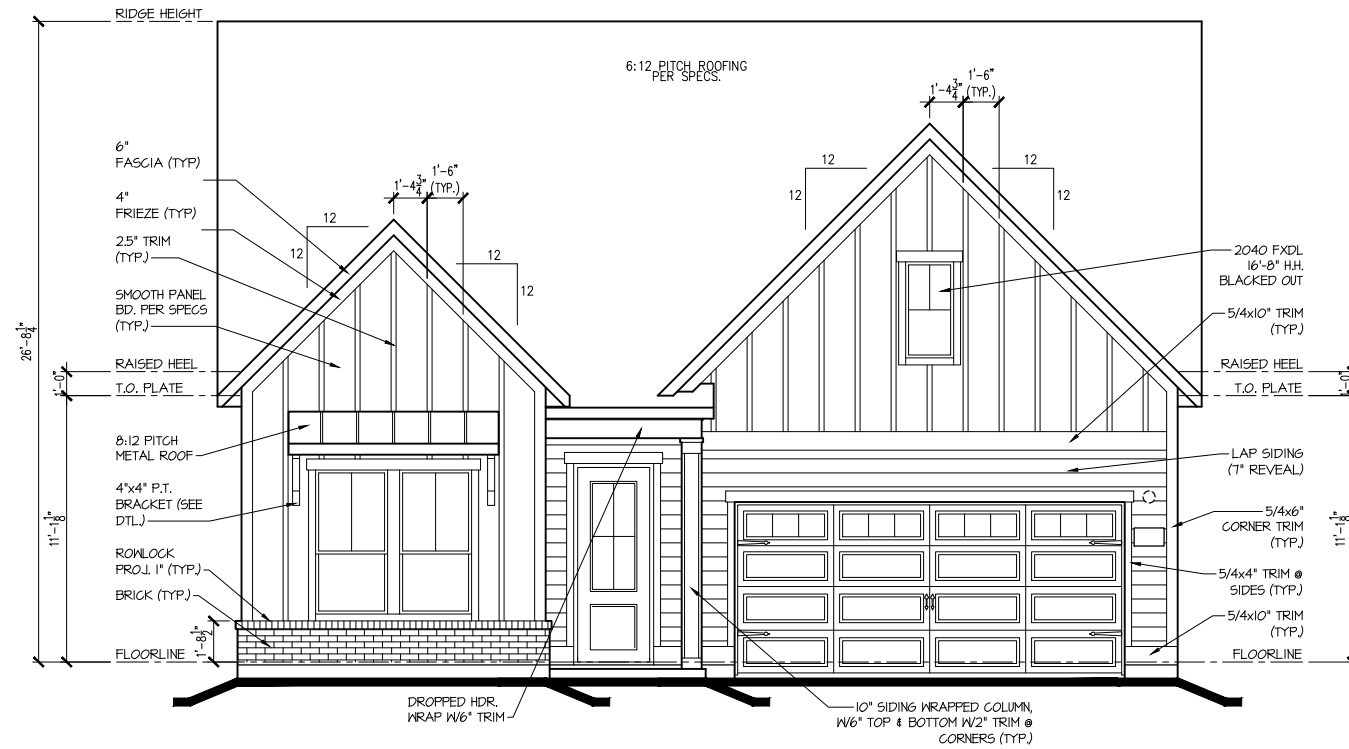 RIDGE HEIGHT
6:12 PITCH ROOFING
PER SPECS.
1'-4¾"
1'-6"
(TYP.)
12
12
12
12
6"
FASCIA (TYP)
4"
FRIEZE (TYP)
2.5" TRIM
(TYP.)
SMOOTH PANEL
BD. PER SPECS
(TYP.)
1'-4¾"
1'-6"
(TYP.)
12
12
12
12
2040 FXDL
16'-8" H.H.
BLACKED OUT
5/4x10" TRIM
(TYP.)
26'-8¼"
RAISED HEEL
1'-0"
T.O. PLATE
RAISED HEEL
1'-0"
T.O. PLATE
8:12 PITCH
METAL ROOF
4"x4" P.T.
BRACKET (SEE
DTL.)
11'-1⅛"
ROWLOCK
PROJ. 1" (TYP.)
BRICK (TYP.)
1'-8½"
FLOORLINE
LAP SIDING
(7" REVEAL)
5/4x6"
CORNER TRIM
(TYP.)
11'-1⅛"
5/4x4" TRIM @
SIDES (TYP.)
5/4x10" TRIM
(TYP.)
FLOORLINE
DROPPED HDR.
WRAP W/6" TRIM
10" SIDING WRAPPED COLUMN,
W/6" TOP & BOTTOM W/2" TRIM @
CORNERS (TYP.)